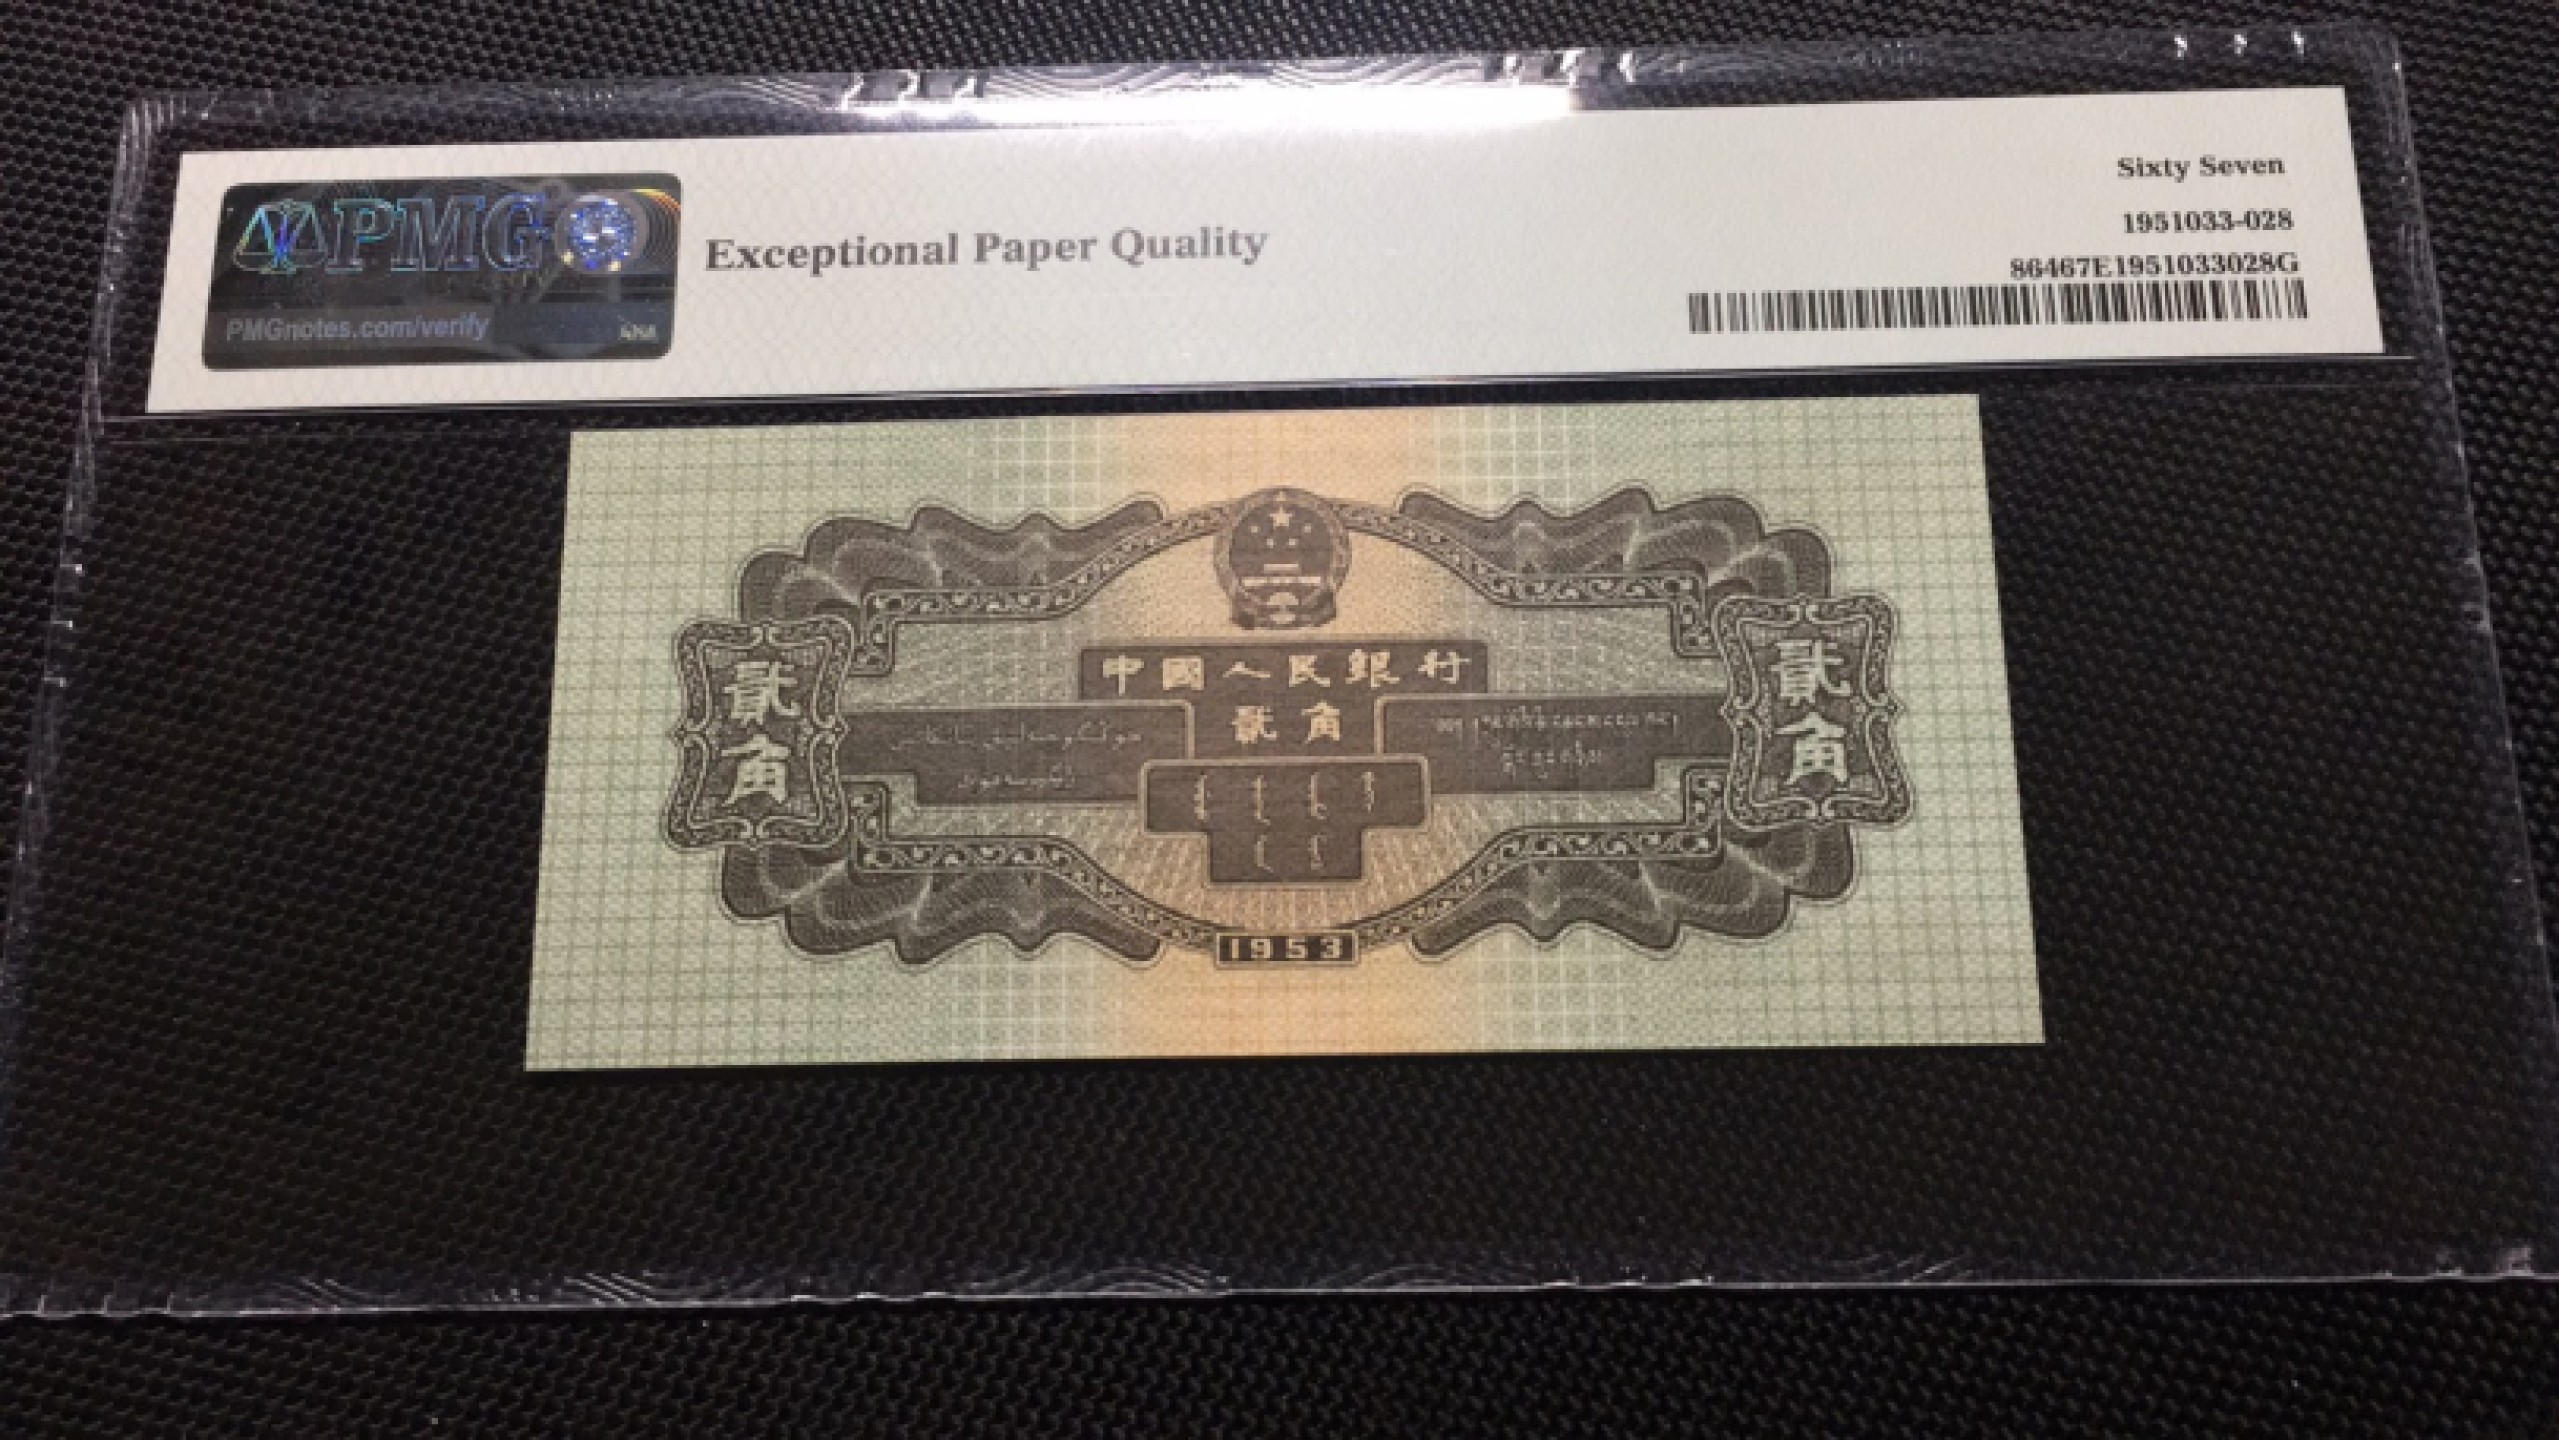 PMG
PMGnotes.com/verify
Exceptional Paper Quality
Sixty Seven
1951033-028
86467E1951033028G
中國人民銀行
貳角
貳角
貳角
1953